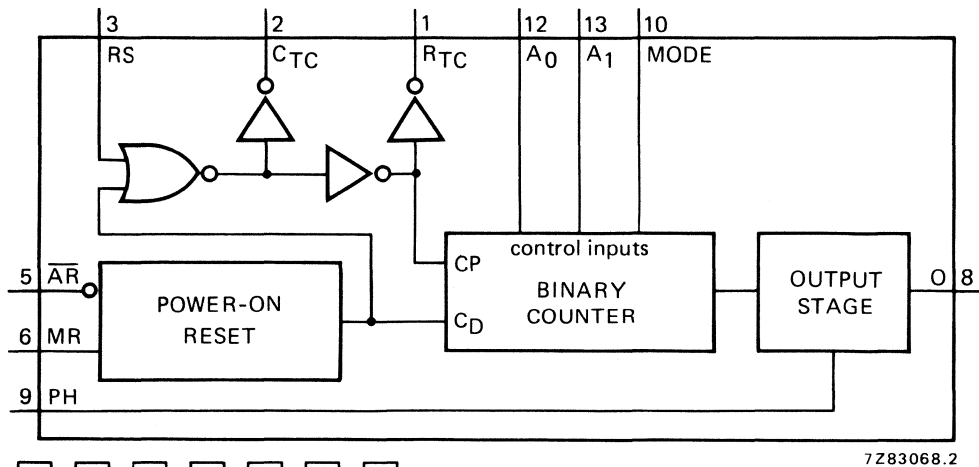 3 2 1 12 13 10
RS CTC RTC A0 A1 MODE
control inputs
CP
BINARY
COUNTER
CD
OUTPUT
STAGE
O 8
5 AR
POWER-ON
RESET
6 MR
9 PH
7Z83068.2